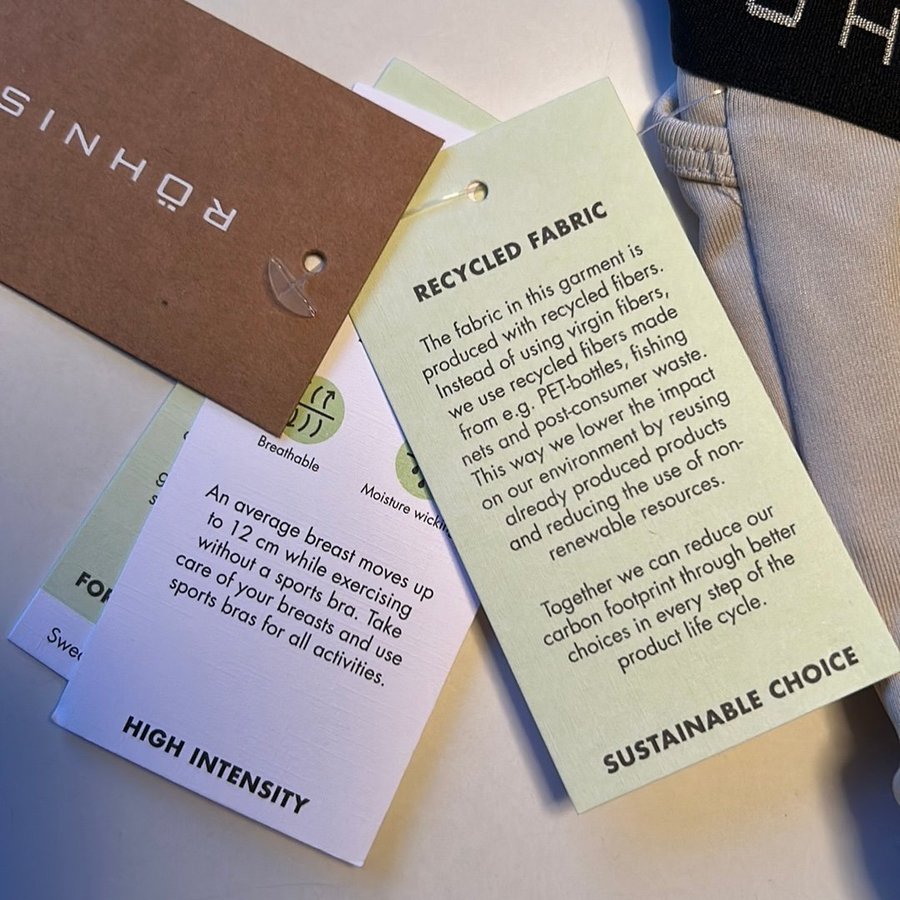 RÖHNIS
H
RECYCLED FABRIC
The fabric in this garment is
produced with recycled fibers.
Instead of using virgin fibers,
we use recycled fibers made
from e.g. PET-bottles, fishing
nets and post-consumer waste.
This way we lower the impact
on our environment by reusing
already produced products
and reducing the use of non-
renewable resources.
Together we can reduce our
carbon footprint through better
choices in every step of the
product life cycle.
SUSTAINABLE CHOICE
Breathable
Moisture wickin
An average breast moves up
to 12 cm while exercising
without a sports bra. Take
care of your breasts and use
sports bras for all activities.
HIGH INTENSITY
FOR
Swe